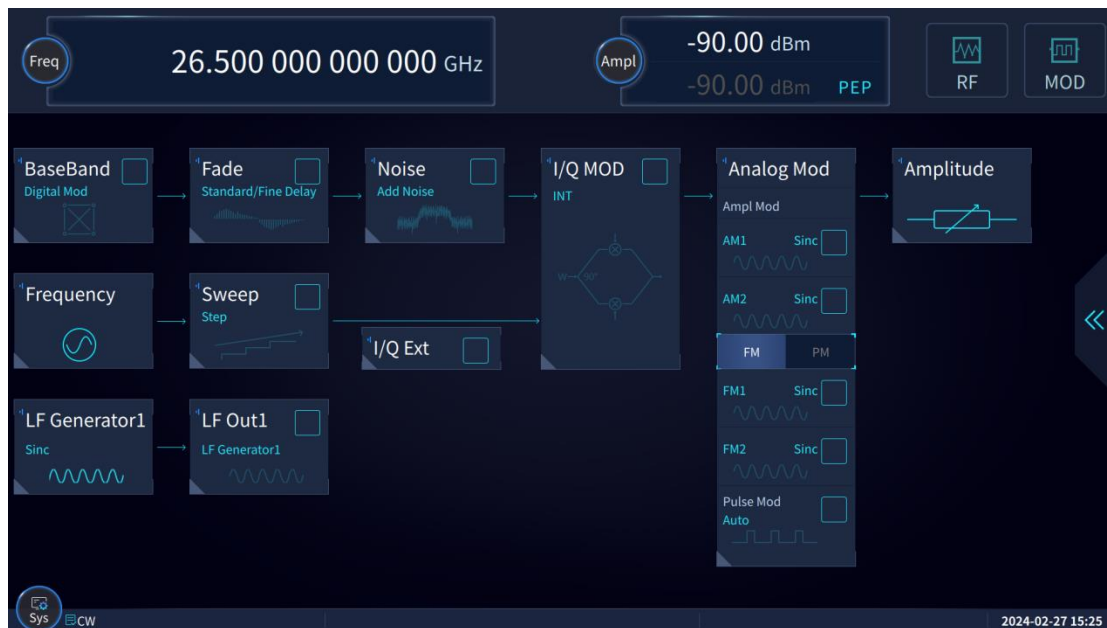 Freq
26.500 000 000 000 GHz
Ampl
-90.00 dBm
-90.00 dBm PEP
RF
MOD
BaseBand
Digital Mod
Fade
Standard/Fine Delay
Noise
Add Noise
I/Q MOD
INT
W
90°
Analog Mod
Ampl Mod
AM1 Sinc
AM2 Sinc
FM PM
FM1 Sinc
FM2 Sinc
Pulse Mod
Auto
Amplitude
Frequency
Sweep
Step
I/Q Ext
LF Generator1
Sinc
LF Out1
LF Generator1
Sys
CW
2024-02-27 15:25